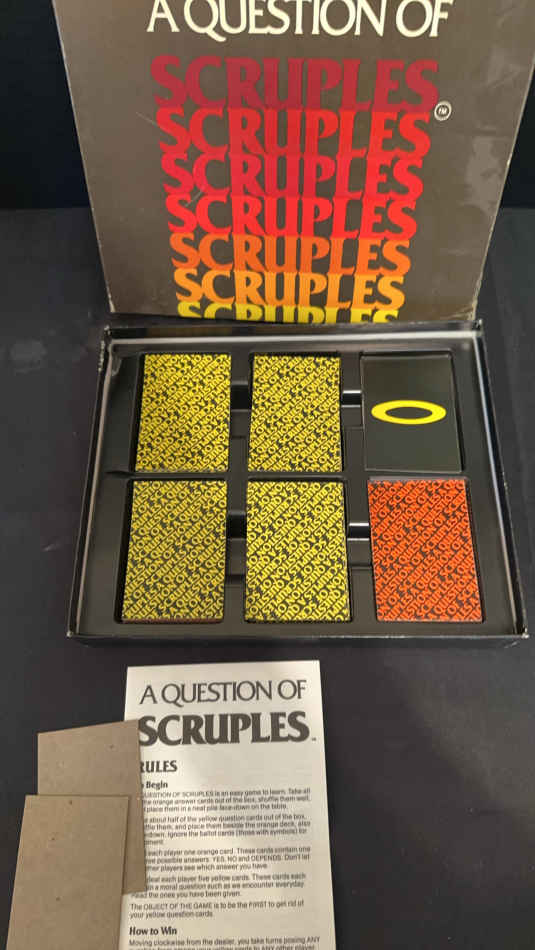 A QUESTION OF
SCRUPLES
TM
SCRUPLES
SCRUPLES
SCRUPLES
SCRUPLES
SCRUPLES
SCRUPLES
A QUESTION OF
SCRUPLES
TM
RULES
Begin
QUESTION OF SCRUPLES is an easy game to learn. Take all
the orange answer cards out of the box, shuffle them well,
place them in a neat pile face-down on the table.
about half of the yellow question cards out of the box,
them, and place them beside the orange deck, also
down. Ignore the ballot cards (those with symbols) for
each player one orange card. These cards contain one
possible answers: YES, NO and DEPENDS. Don't let
players see which answer you have.
deal each player five yellow cards. These cards each
a moral question such as we encounter everyday.
Read the ones you have been given.
The OBJECT OF THE GAME is to be the FIRST to get rid of
your yellow question cards.
How to Win
Moving clockwise from the dealer, you take turns posing ANY